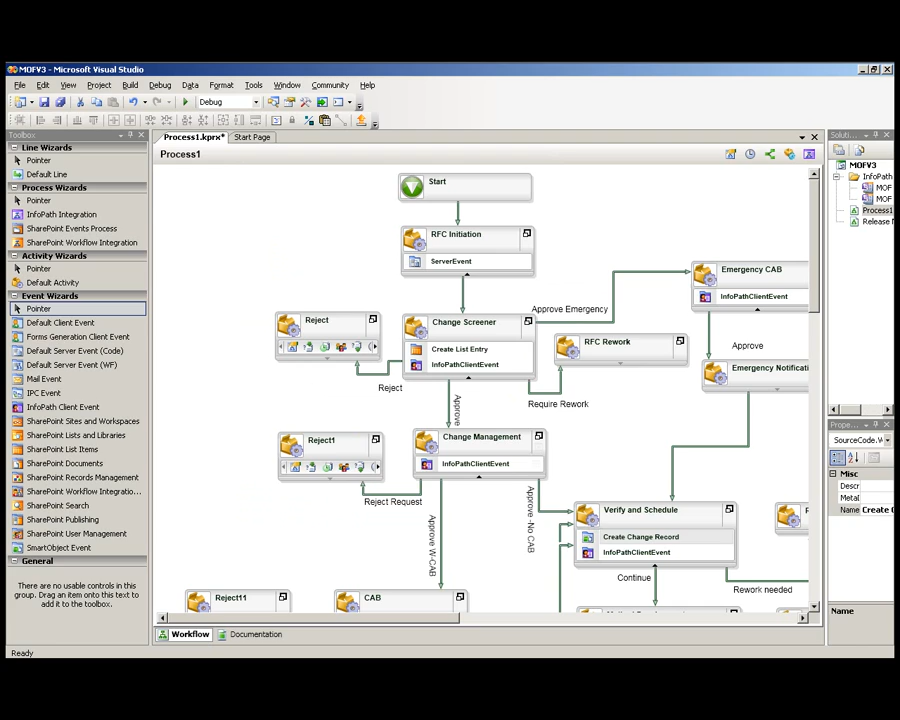 MOFV3 - Microsoft Visual Studio
File Edit View Project Build Debug Data Format Tools Window Community Help
Debug
Toolbox
Line Wizards
Pointer
Default Line
Process Wizards
Pointer
InfoPath Integration
SharePoint Events Process
SharePoint Workflow Integration
Activity Wizards
Pointer
Default Activity
Event Wizards
Pointer
Default Client Event
Forms Generation Client Event
Default Server Event (Code)
Default Server Event (WF)
Mail Event
IPC Event
InfoPath Client Event
SharePoint Sites and Workspaces
SharePoint Lists and Libraries
SharePoint List Items
SharePoint Documents
SharePoint Records Management
SharePoint Workflow Integratio...
SharePoint Search
SharePoint Publishing
SharePoint User Management
SmartObject Event
General
There are no usable controls in this
group. Drag an item onto this text to
add it to the toolbox.
Process1.kprx* Start Page
Process1
Start
RFC Initiation
ServerEvent
Emergency CAB
InfoPathClientEvent
Approve Emergency
Reject
Change Screener
Create List Entry
InfoPathClientEvent
RFC Rework
Approve
Emergency Notificati
Reject
Approve
Require Rework
Reject1
Change Management
InfoPathClientEvent
Reject Request
Approve W-CAB
Approve -No CAB
Verify and Schedule
Create Change Record
InfoPathClientEvent
Continue
Rework needed
Reject11
CAB
Workflow Documentation
Soluti...
MOFV3
InfoPath
MOF
MOF
Process1
Release
Prope...
SourceCode.W
Misc
Descr
Metal
Name Create C
Name
Ready